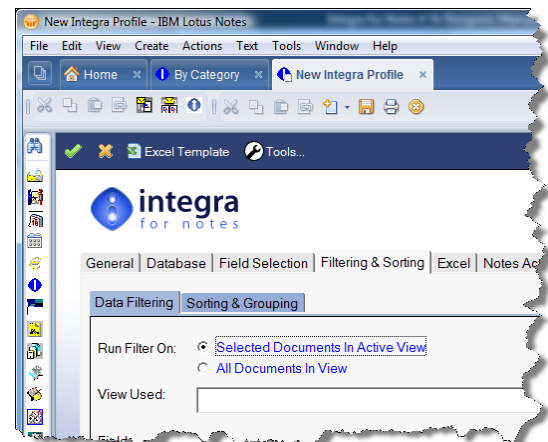 New Integra Profile - IBM Lotus Notes
File Edit View Create Actions Text Tools Window Help
Home By Category New Integra Profile
Excel Template Tools...
integra
for notes
General Database Field Selection Filtering & Sorting Excel Notes Ac
Data Filtering Sorting & Grouping
Run Filter On: Selected Documents In Active View
All Documents In View
View Used: